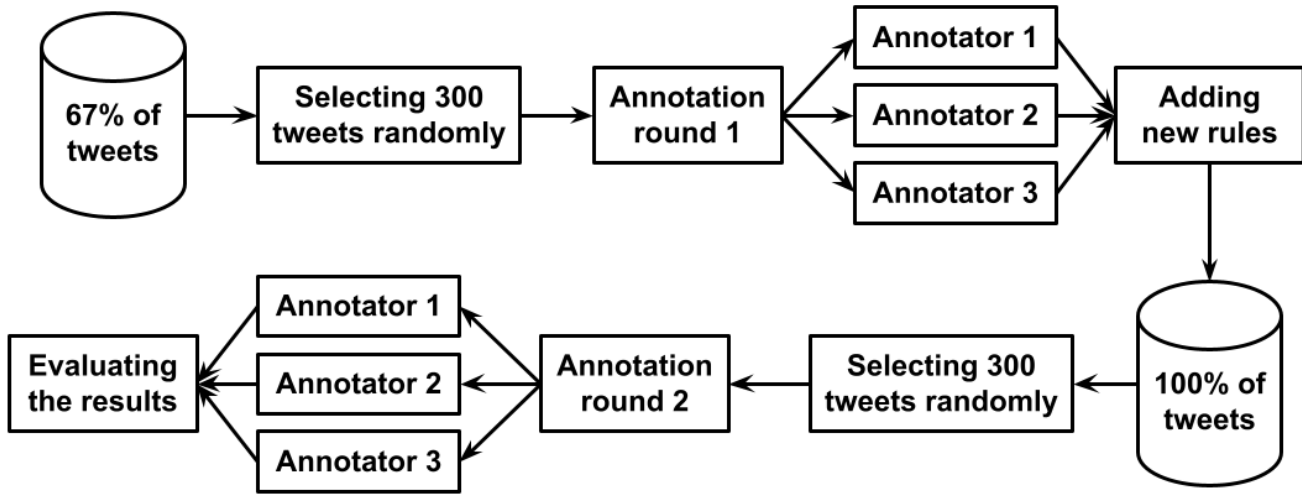 67% of
tweets
Selecting 300
tweets randomly
Annotation
round 1
Annotator 1
Annotator 2
Annotator 3
Adding
new rules
100% of
tweets
Selecting 300
tweets randomly
Annotation
round 2
Annotator 1
Annotator 2
Annotator 3
Evaluating
the results